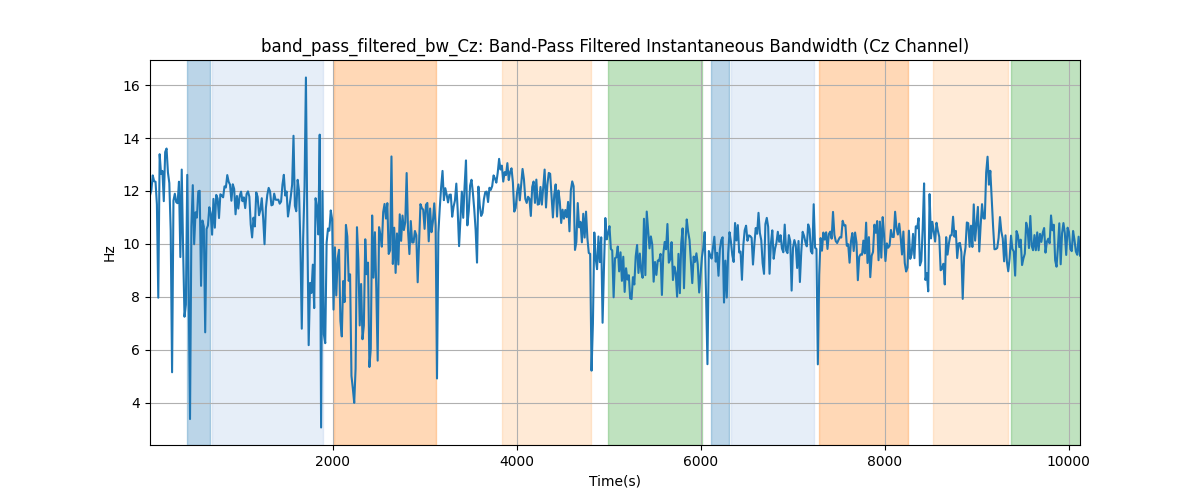 band_pass_filtered_bw_Cz: Band-Pass Filtered Instantaneous Bandwidth (Cz Channel)
16
14
12
10
8
6
4
Hz
2000 4000 6000 8000 10000
Time(s)